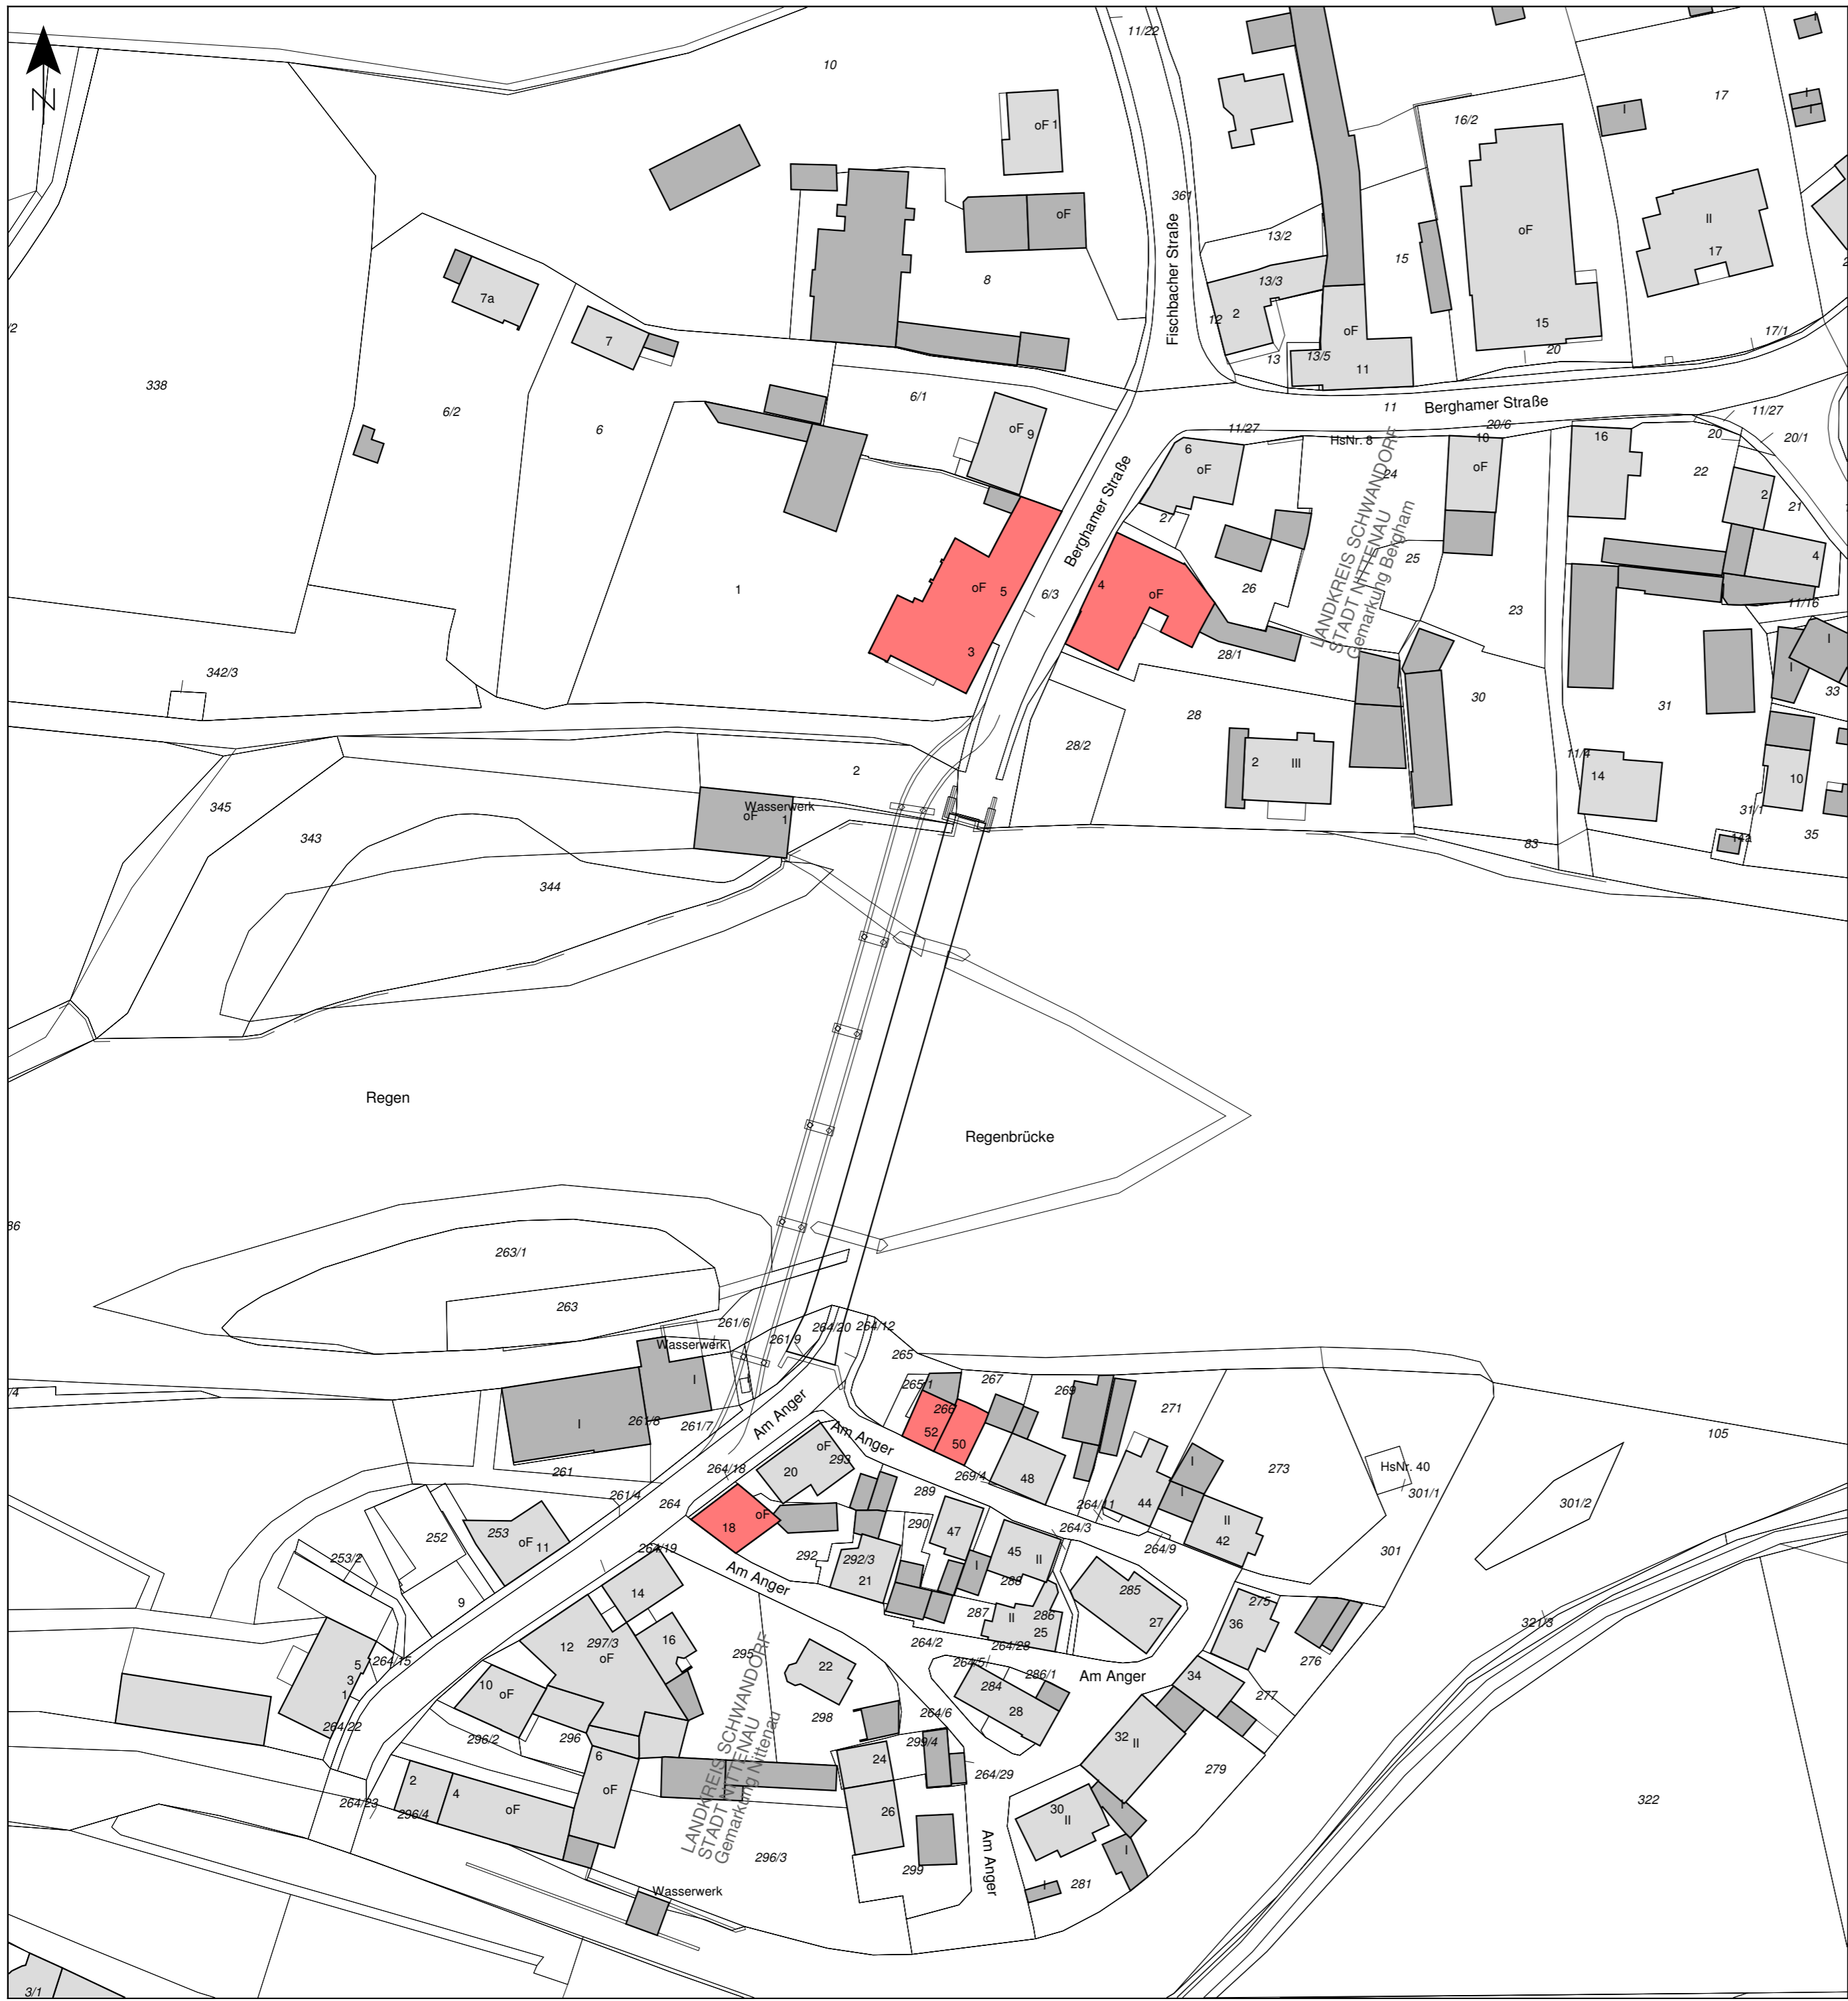 N
10
11/22
oF 1
16/2
17
361
oF
13/2
15
oF
II
17
8
7a
13/3
2
12
oF
7
13
13/5
11
15
20
17/1
Fischbacher Straße
338
6/2
6
6/1
11
Berghamer Straße
11/27
20/6
HsNr. 8
oF 9
6
oF
24
10
oF
16
20
11/27
20/1
22
2
21
27
Berghamer Straße
LANDKREIS SCHWANDORF
STADT NITTENAU
Gemarkung Bergham
25
4
1
oF 5
6/3
4
oF
26
23
11/16
3
28/1
342/3
28
30
31
I
I
33
28/2
2
2
III
11/4
14
10
345
343
Wasserwerk
oF 1
31/1
14a
35
83
344
Regen
Regenbrücke
263/1
263
261/6
261/9
264/20
264/12
Wasserwerk
265
I
265/1
267
269
266
271
I
261/8
261/7
Am Anger
52
50
Am Anger
oF
293
20
264/18
105
261
269/4
48
273
HsNr. 40
301/1
I
301/2
261/4
264
289
264/11
44
I
18
oF
290
47
264/3
II
42
252
253
oF 11
264/19
292
292/3
45
II
264/9
301
253/2
21
I
288
Am Anger
285
14
9
287
II
286
25
27
275
36
12
297/3
oF
16
295
264/2
264/28
321/3
5
3
1
264/15
22
264/5
286/1
Am Anger
34
276
10
oF
284
28
277
264/22
298
264/6
296/2
296
299/4
32
II
6
24
279
2
4
oF
oF
264/29
264/23
296/4
LANDKREIS SCHWANDORF
STADT NITTENAU
Gemarkung Nittenau
26
30
II
I
322
I
296/3
299
Am Anger
281
I
Wasserwerk
3/1